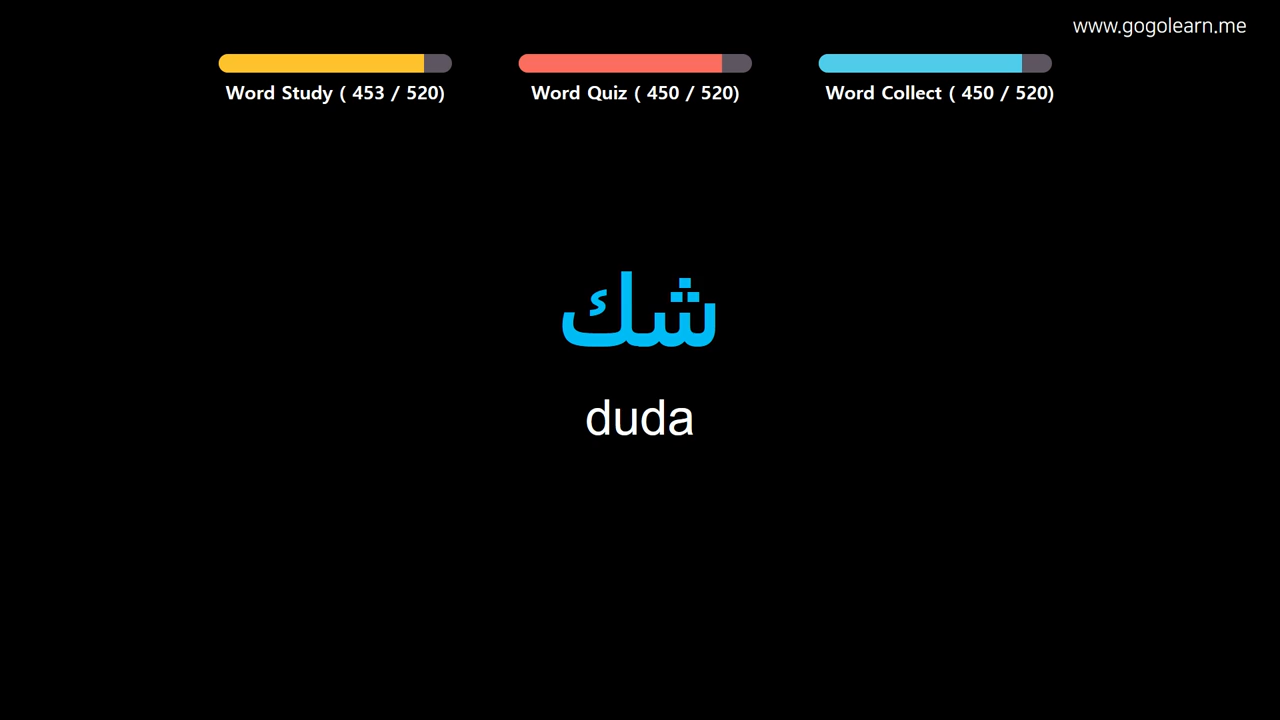 www.gogolearn.me
Word Study ( 453 / 520)
Word Quiz ( 450 / 520)
Word Collect ( 450 / 520)
شك
duda